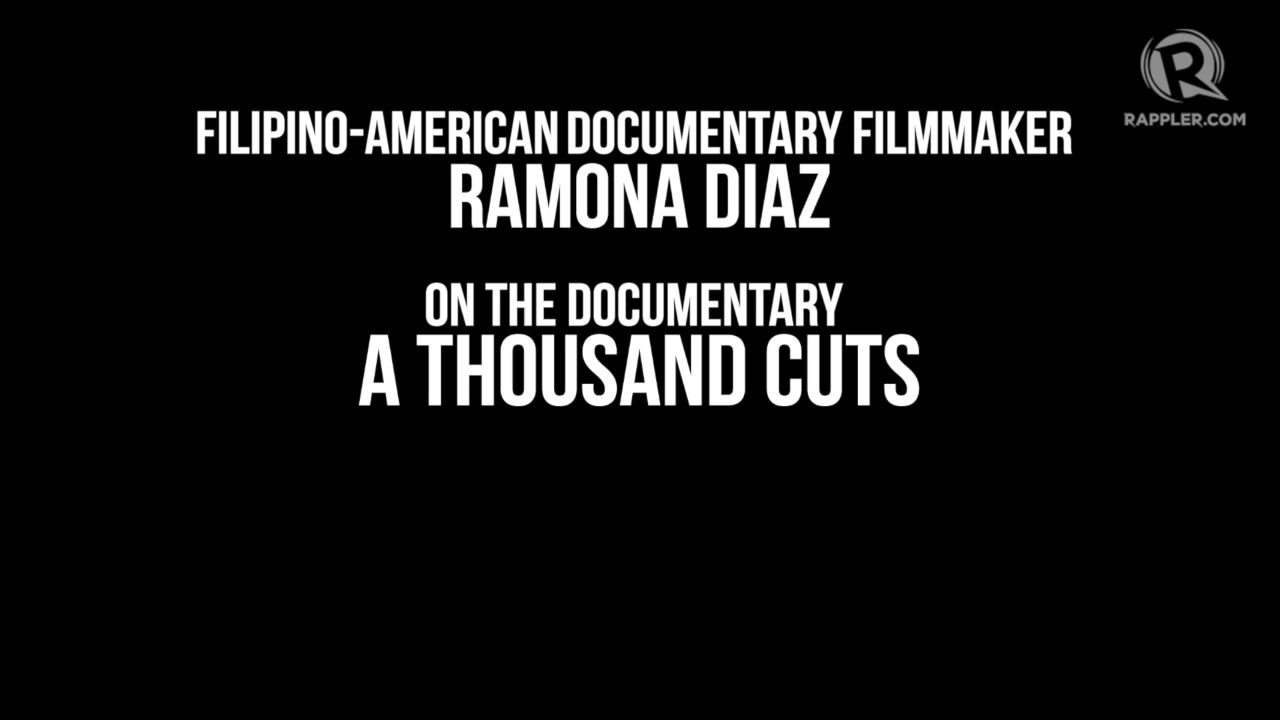 RAPPLER.COM
FILIPINO-AMERICAN DOCUMENTARY FILMMAKER
RAMONA DIAZ
ON THE DOCUMENTARY
A THOUSAND CUTS